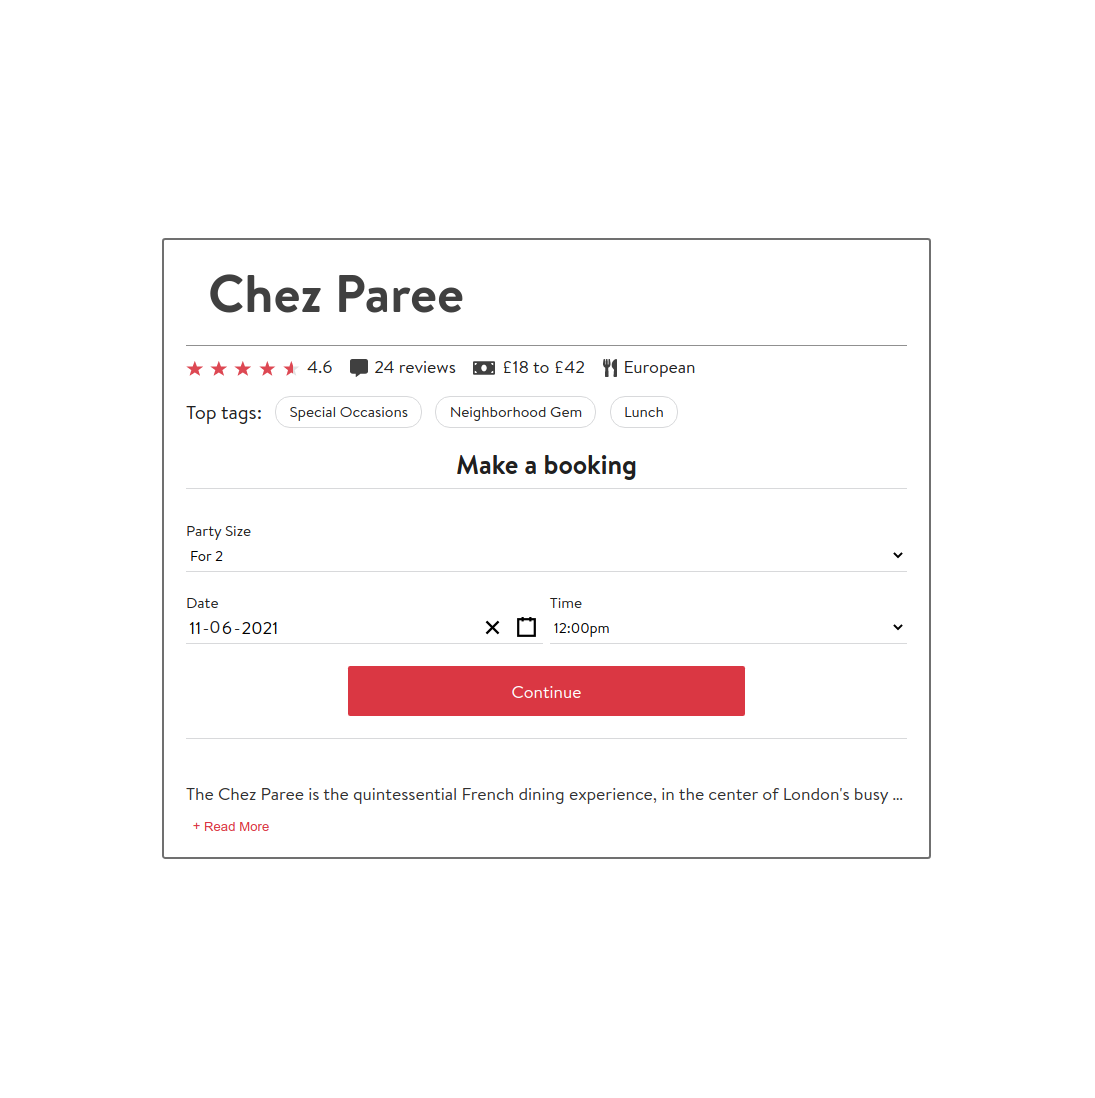 Chez Paree
4.6 24 reviews £18 to £42 European
Top tags: Special Occasions Neighborhood Gem Lunch
Make a booking
Party Size
For 2
Date Time
11-06-2021 12:00pm
Continue
The Chez Paree is the quintessential French dining experience, in the center of London's busy ...
+ Read More